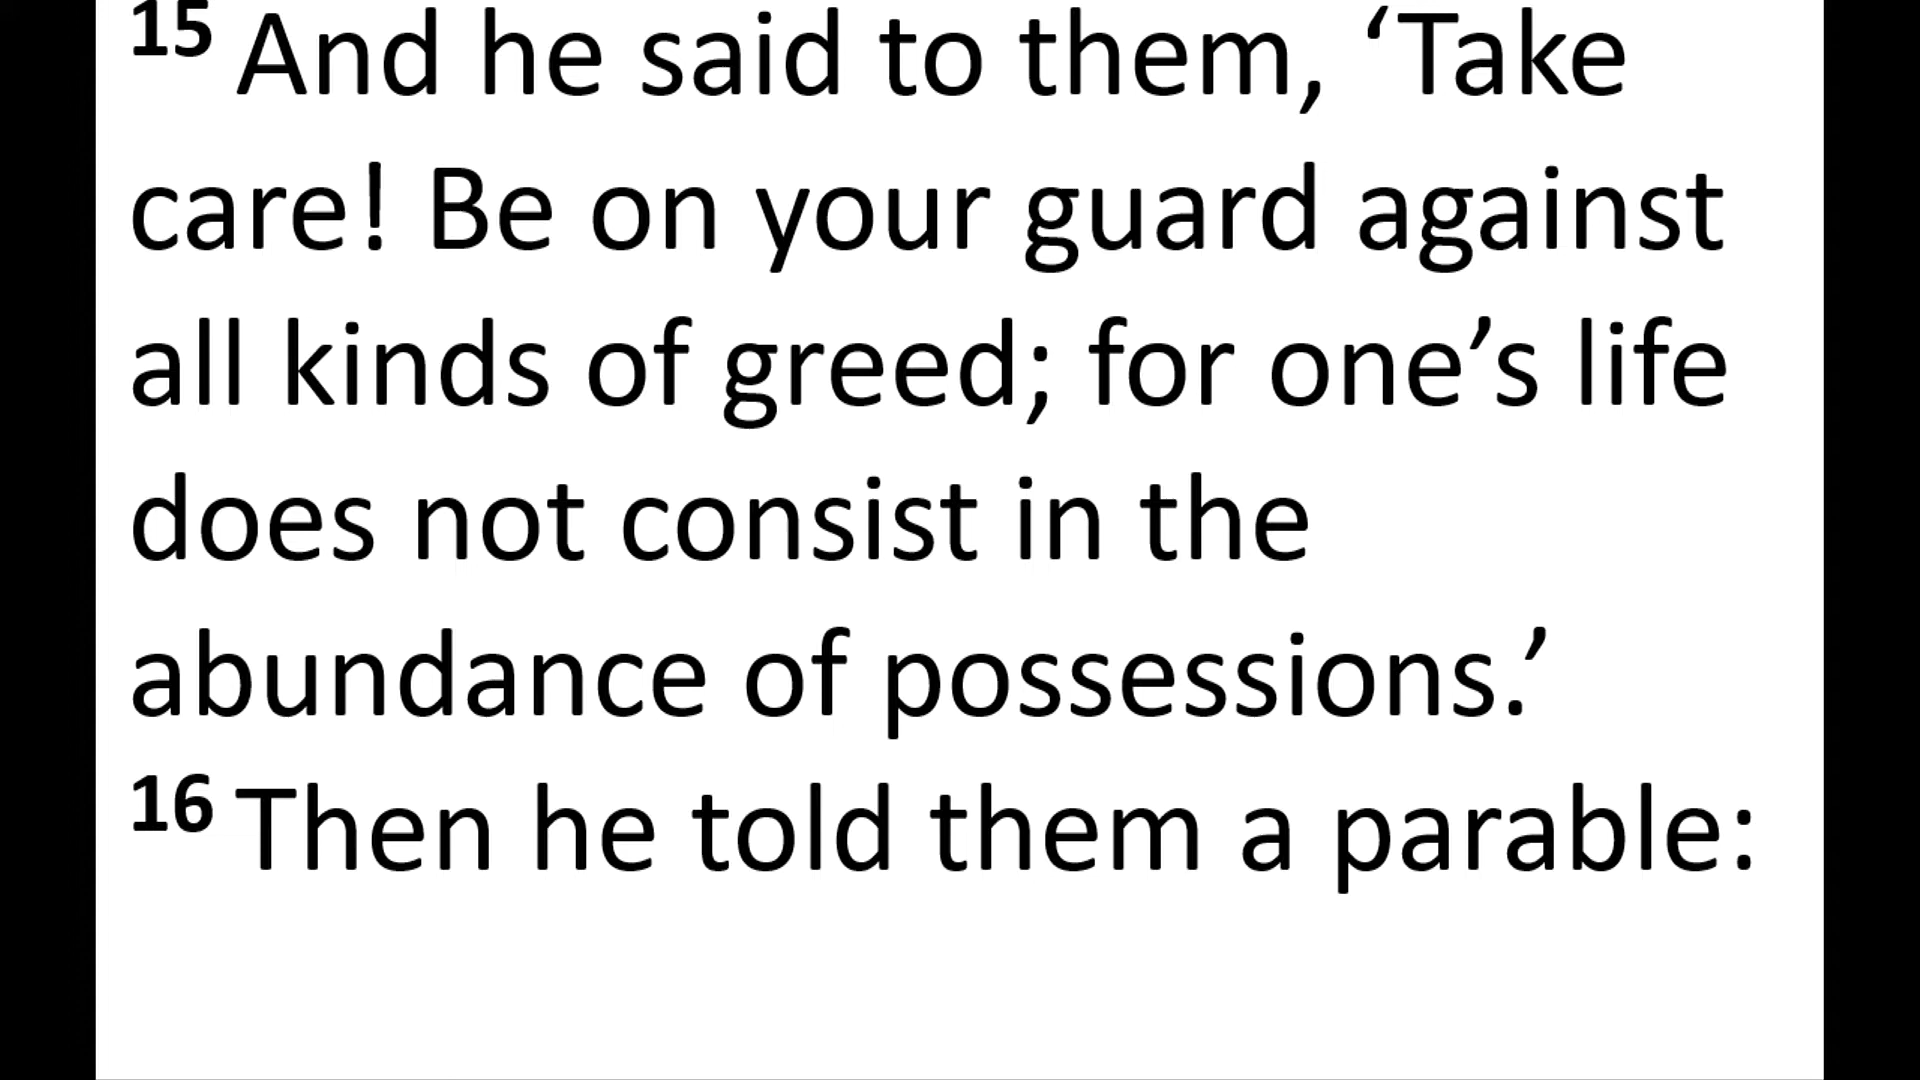 15 And he said to them, ‘Take
care! Be on your guard against
all kinds of greed; for one’s life
does not consist in the
abundance of possessions.’
16 Then he told them a parable: